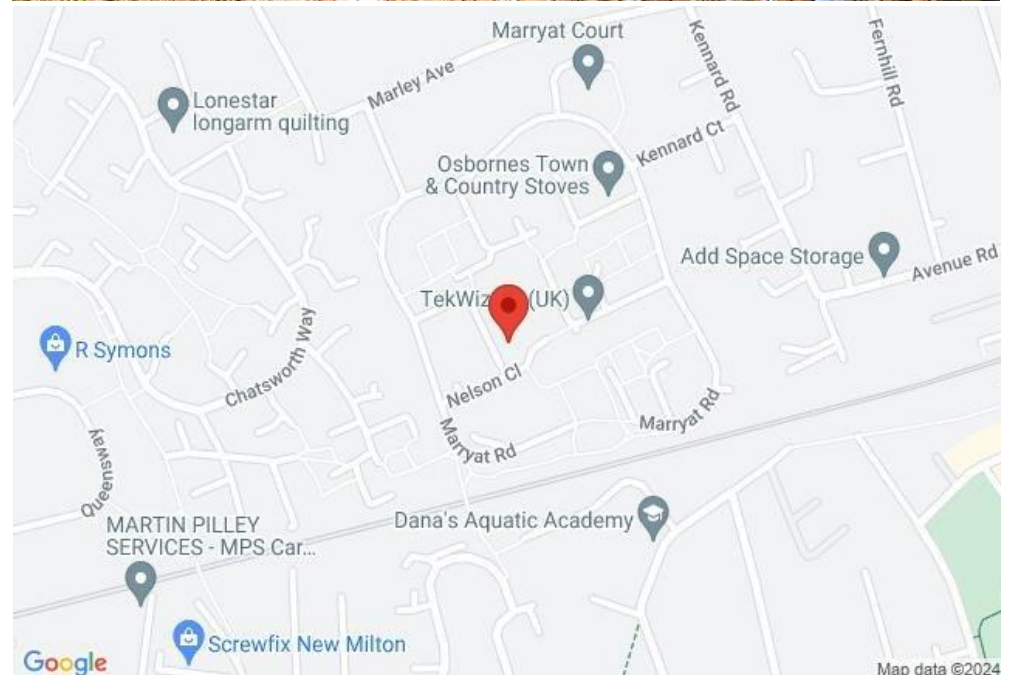 Marryat Court
Kennard Rd
Fernhill Rd
Marley Ave
Lonestar
longarm quilting
Kennard Ct
Osbornes Town
& Country Stoves
Add Space Storage
Avenue Rd
(UK)
R Symons
Chatsworth Way
Nelson Cl
Marryat Rd
Marryat Rd
Queensway
Dana's Aquatic Academy
MARTIN PILLEY
SERVICES - MPS Car...
Screwfix New Milton
Google
Map data ©2024